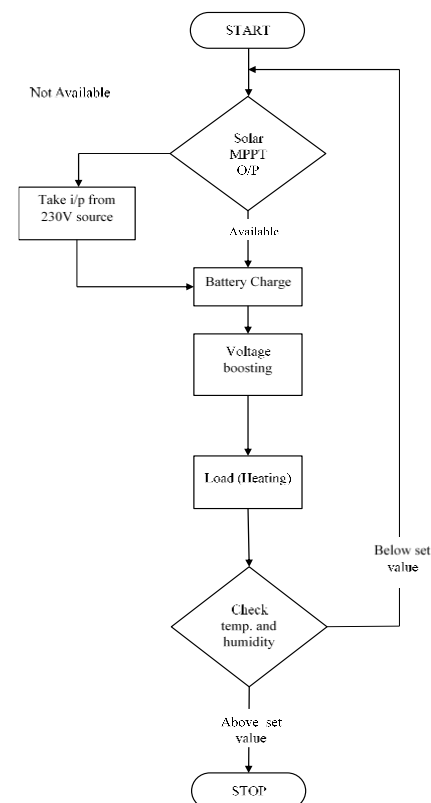 START
Not Available
Solar
MPPT
O/P
Take i/p from
230V source
Available
Battery Charge
Voltage
boosting
Load (Heating)
Below set
value
Check
temp. and
humidity
Above set
value
STOP